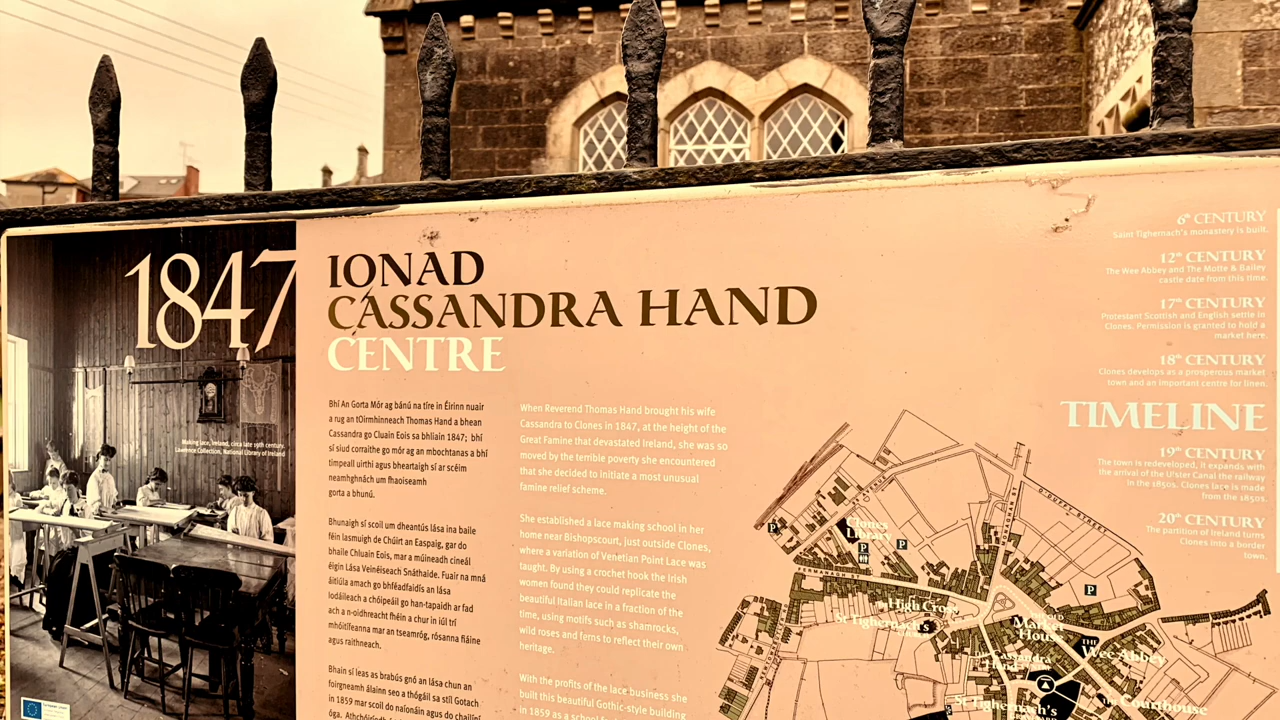 1847
Making lace, Ireland, circa late 19th century.
Lawrence Collection, National Library of Ireland
IONAD
CASSANDRA HAND
CENTRE
Bhí An Gorta Mór ag bánú na tíre in Éirinn nuair
a rug an tOirmhinneach Thomas Hand a bhean
Cassandra go Cluain Eois sa bhliain 1847; bhí
sí siud corraithe go mór ag an mbochtanas a bhí
timpeall uirthi agus bheartaigh sí ar scéim
neamhghnách um fhaoiseamh
gorta a bhunú.
Bhunaigh sí scoil um dheantús lása ina baile
féin lasmuigh de Chúirt an Easpaig, gar do
bhaile Chluain Eois, mar a múineadh cineál
éigin Lása Veinéiseach Snáthaide. Fuair na mná
áitiúla amach go bhféadfaidís an lása
Iodáileach a chóipeáil go han-tapaidh ar fad
ach a n-oidhreacht fhéin a chur in iúl trí
mhóitífeanna mar an tseamróg, rósanna fiáine
agus raithneach.
Bhain sí leas as brabús gnó an lása chun an
foirgneamh álainn seo a thógáil sa stíl Gotach
in 1859 mar scoil do naíonáin agus do chailíní
óga.
When Reverend Thomas Hand brought his wife
Cassandra to Clones in 1847, at the height of the
Great Famine that devastated Ireland, she was so
moved by the terrible poverty she encountered
that she decided to initiate a most unusual
famine relief scheme.
She established a lace making school in her
home near Bishopscourt, just outside Clones,
where a variation of Venetian Point Lace was
taught. By using a crochet hook the Irish
women found they could replicate the
beautiful Italian lace in a fraction of the
time, using motifs such as shamrocks,
wild roses and ferns to reflect their own
heritage.
With the profits of the lace business she
built this beautiful Gothic-style building
in 1859 as a school for
6th CENTURY
Saint Tighernach's monastery is built.
12th CENTURY
The Wee Abbey and The Motte & Bailey
castle date from this time.
17th CENTURY
Protestant Scottish and English settle in
Clones. Permission is granted to hold a
market here.
18th CENTURY
Clones develops as a prosperous market
town and an important centre for linen.
TIMELINE
19th CENTURY
The town is redeveloped, it expands with
the arrival of the Ulster Canal the railway
in the 1850s. Clones lace is made
from the 1850s.
20th CENTURY
The partition of Ireland turns
Clones into a border
town.
O'DUFFY STREET
P
Clones
Library
P
P
FERMANAGH ST
P
High Cross
St Tighernach's
CHURCH
OLD
Market
House
THE
Wee Abbey
Cassandra
Hand
St Tighernach's
Courthouse